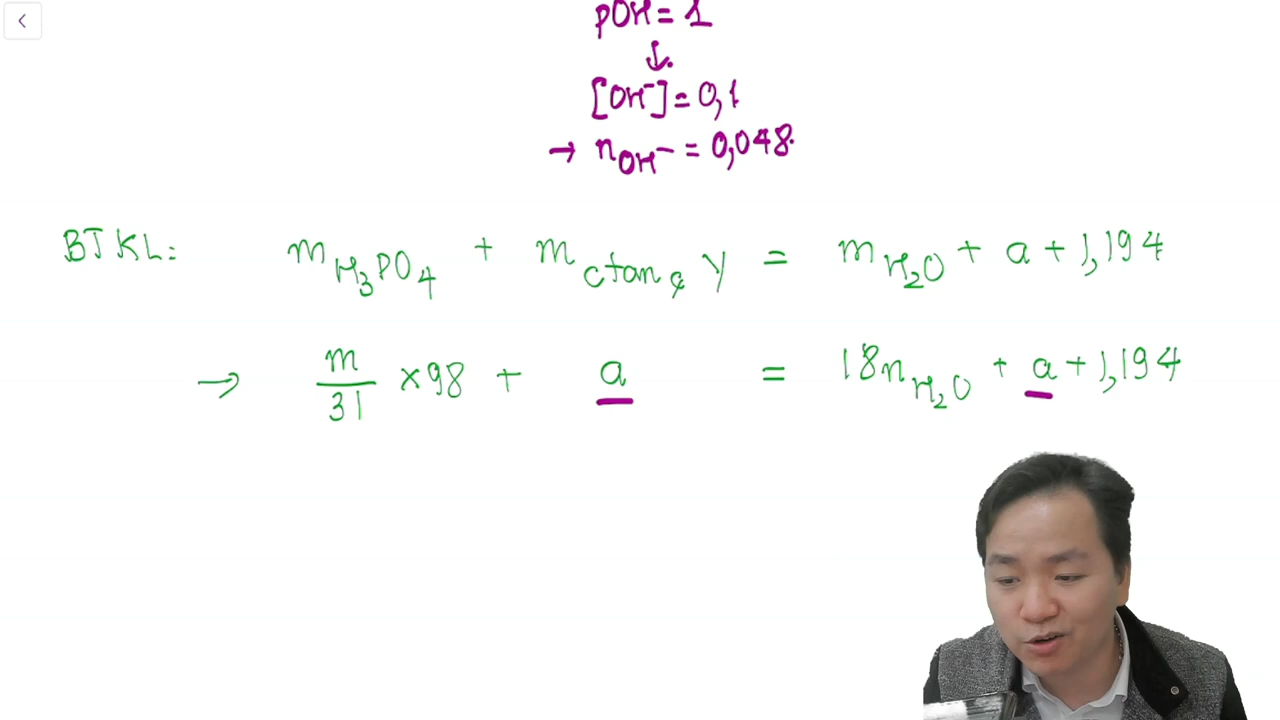 pOH = 1
↓
[OH⁻] = 0,1
→ nOH⁻ = 0,048.
BTKL: mH₃PO₄ + mctan çY = mH₂O + a + 1,194
→ m/31 ×98 + a = 18nH₂O + a + 1,194